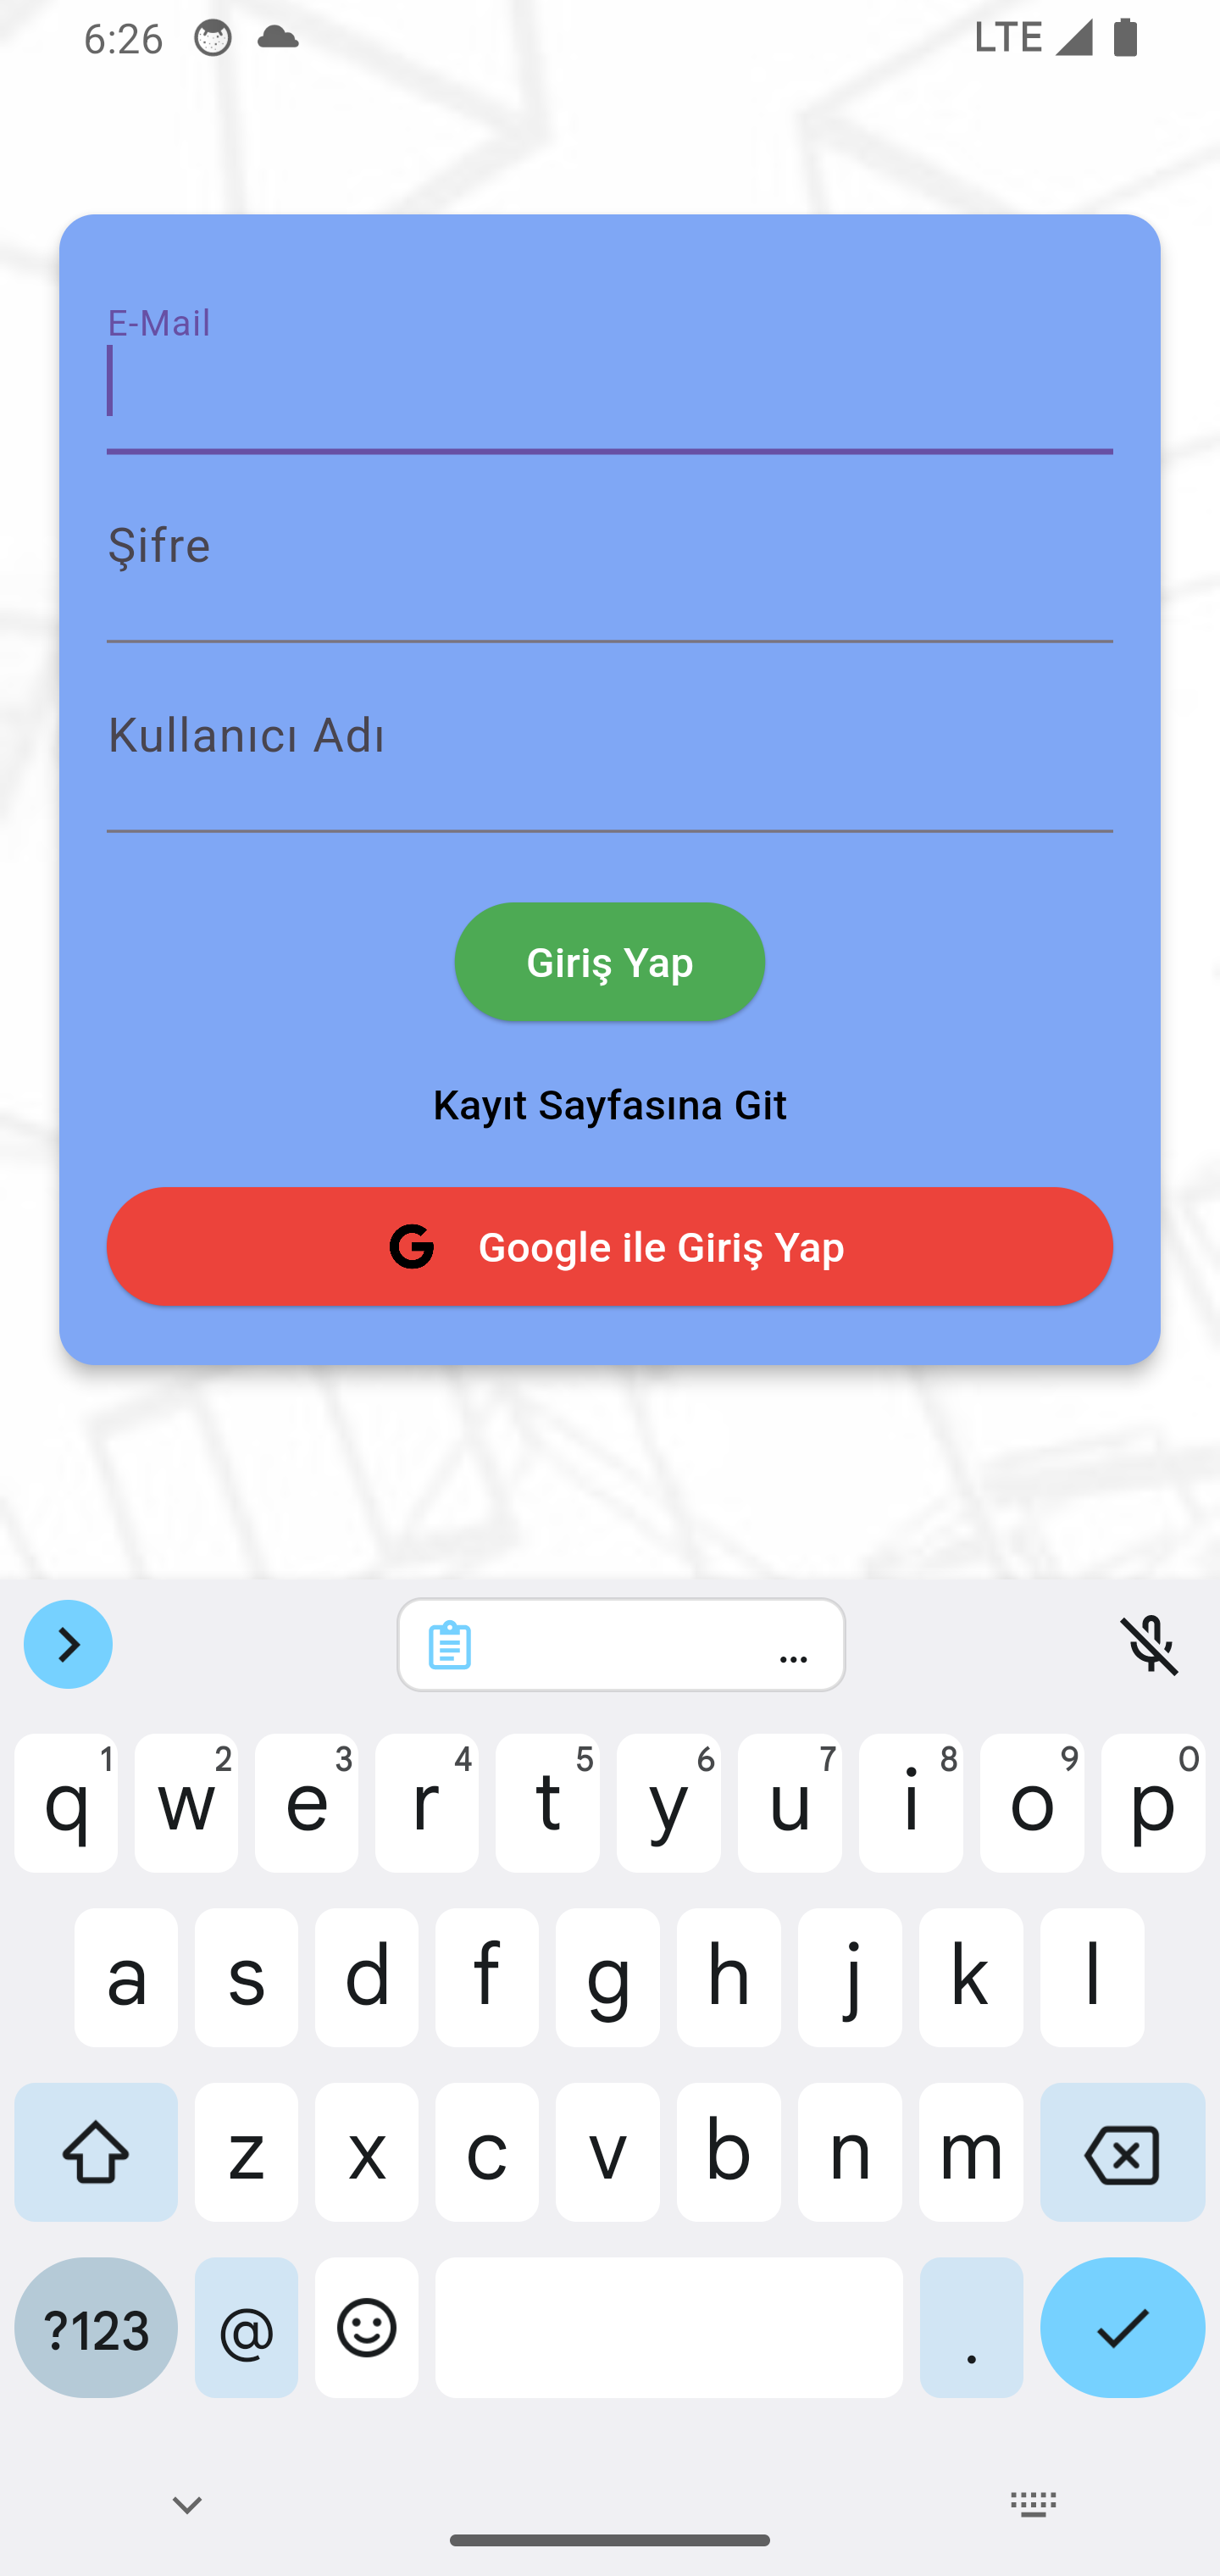 6:26 LTE
E-Mail
Şifre
Kullanıcı Adı
Giriş Yap
Kayıt Sayfasına Git
G Google ile Giriş Yap
...
q1 w2 e3 r4 t5 y6 u7 i8 o9 p0
a s d f g h j k l
z x c v b n m
?123 @ .